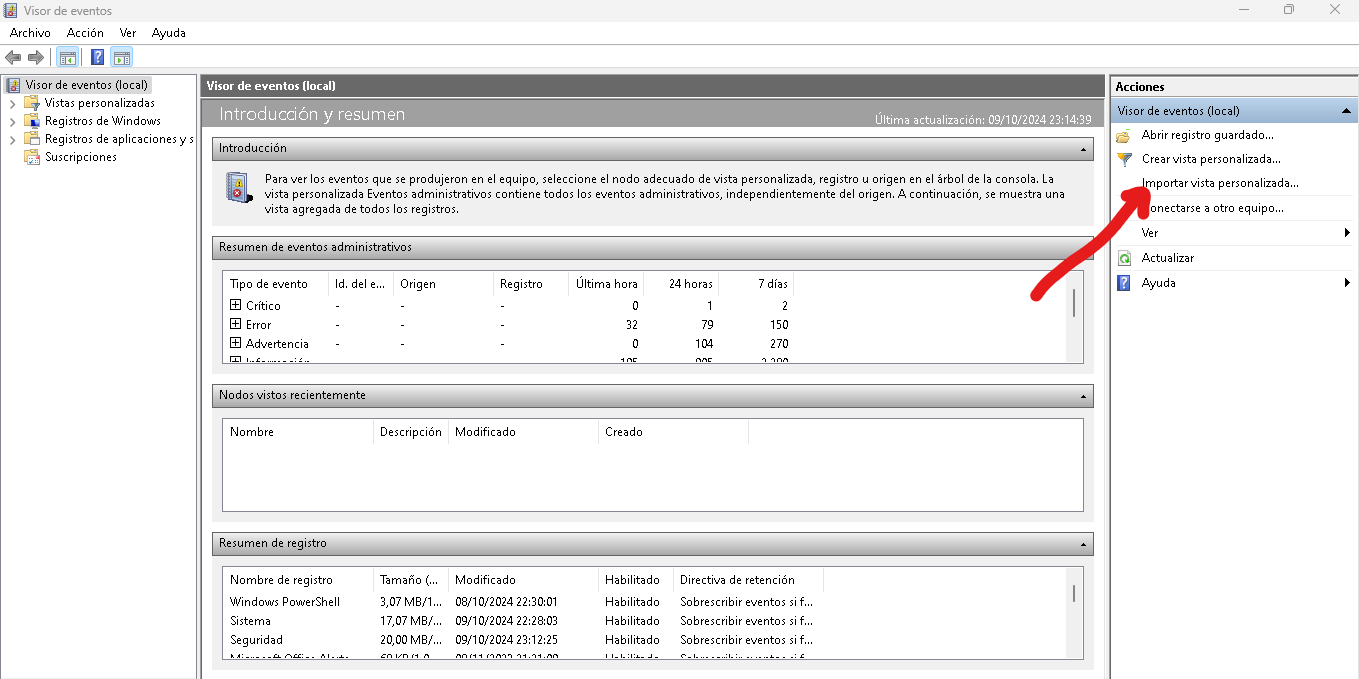 Visor de eventos
Archivo Acción Ver Ayuda
Visor de eventos (local)
Vistas personalizadas
Registros de Windows
Registros de aplicaciones y s
Suscripciones
Visor de eventos (local)
Introducción y resumen
Última actualización: 09/10/2024 23:14:39
Introducción
Para ver los eventos que se produjeron en el equipo, seleccione el nodo adecuado de vista personalizada, registro u origen en el árbol de la consola. La
vista personalizada Eventos administrativos contiene todos los eventos administrativos, independientemente del origen. A continuación, se muestra una
vista agregada de todos los registros.
Resumen de eventos administrativos
Tipo de evento Id. del e... Origen Registro Última hora 24 horas 7 días
Crítico - - - 0 1 2
Error - - - 32 79 150
Advertencia - - - 0 104 270
Nodos vistos recientemente
Nombre Descripción Modificado Creado
Resumen de registro
Nombre de registro Tamaño (... Modificado Habilitado Directiva de retención
Windows PowerShell 3,07 MB/1... 08/10/2024 22:30:01 Habilitado Sobrescribir eventos si f...
Sistema 17,07 MB/... 09/10/2024 22:28:03 Habilitado Sobrescribir eventos si f...
Seguridad 20,00 MB/... 09/10/2024 23:12:25 Habilitado Sobrescribir eventos si f...
Acciones
Visor de eventos (local)
Abrir registro guardado...
Crear vista personalizada...
Importar vista personalizada...
onectarse a otro equipo...
Ver
Actualizar
Ayuda